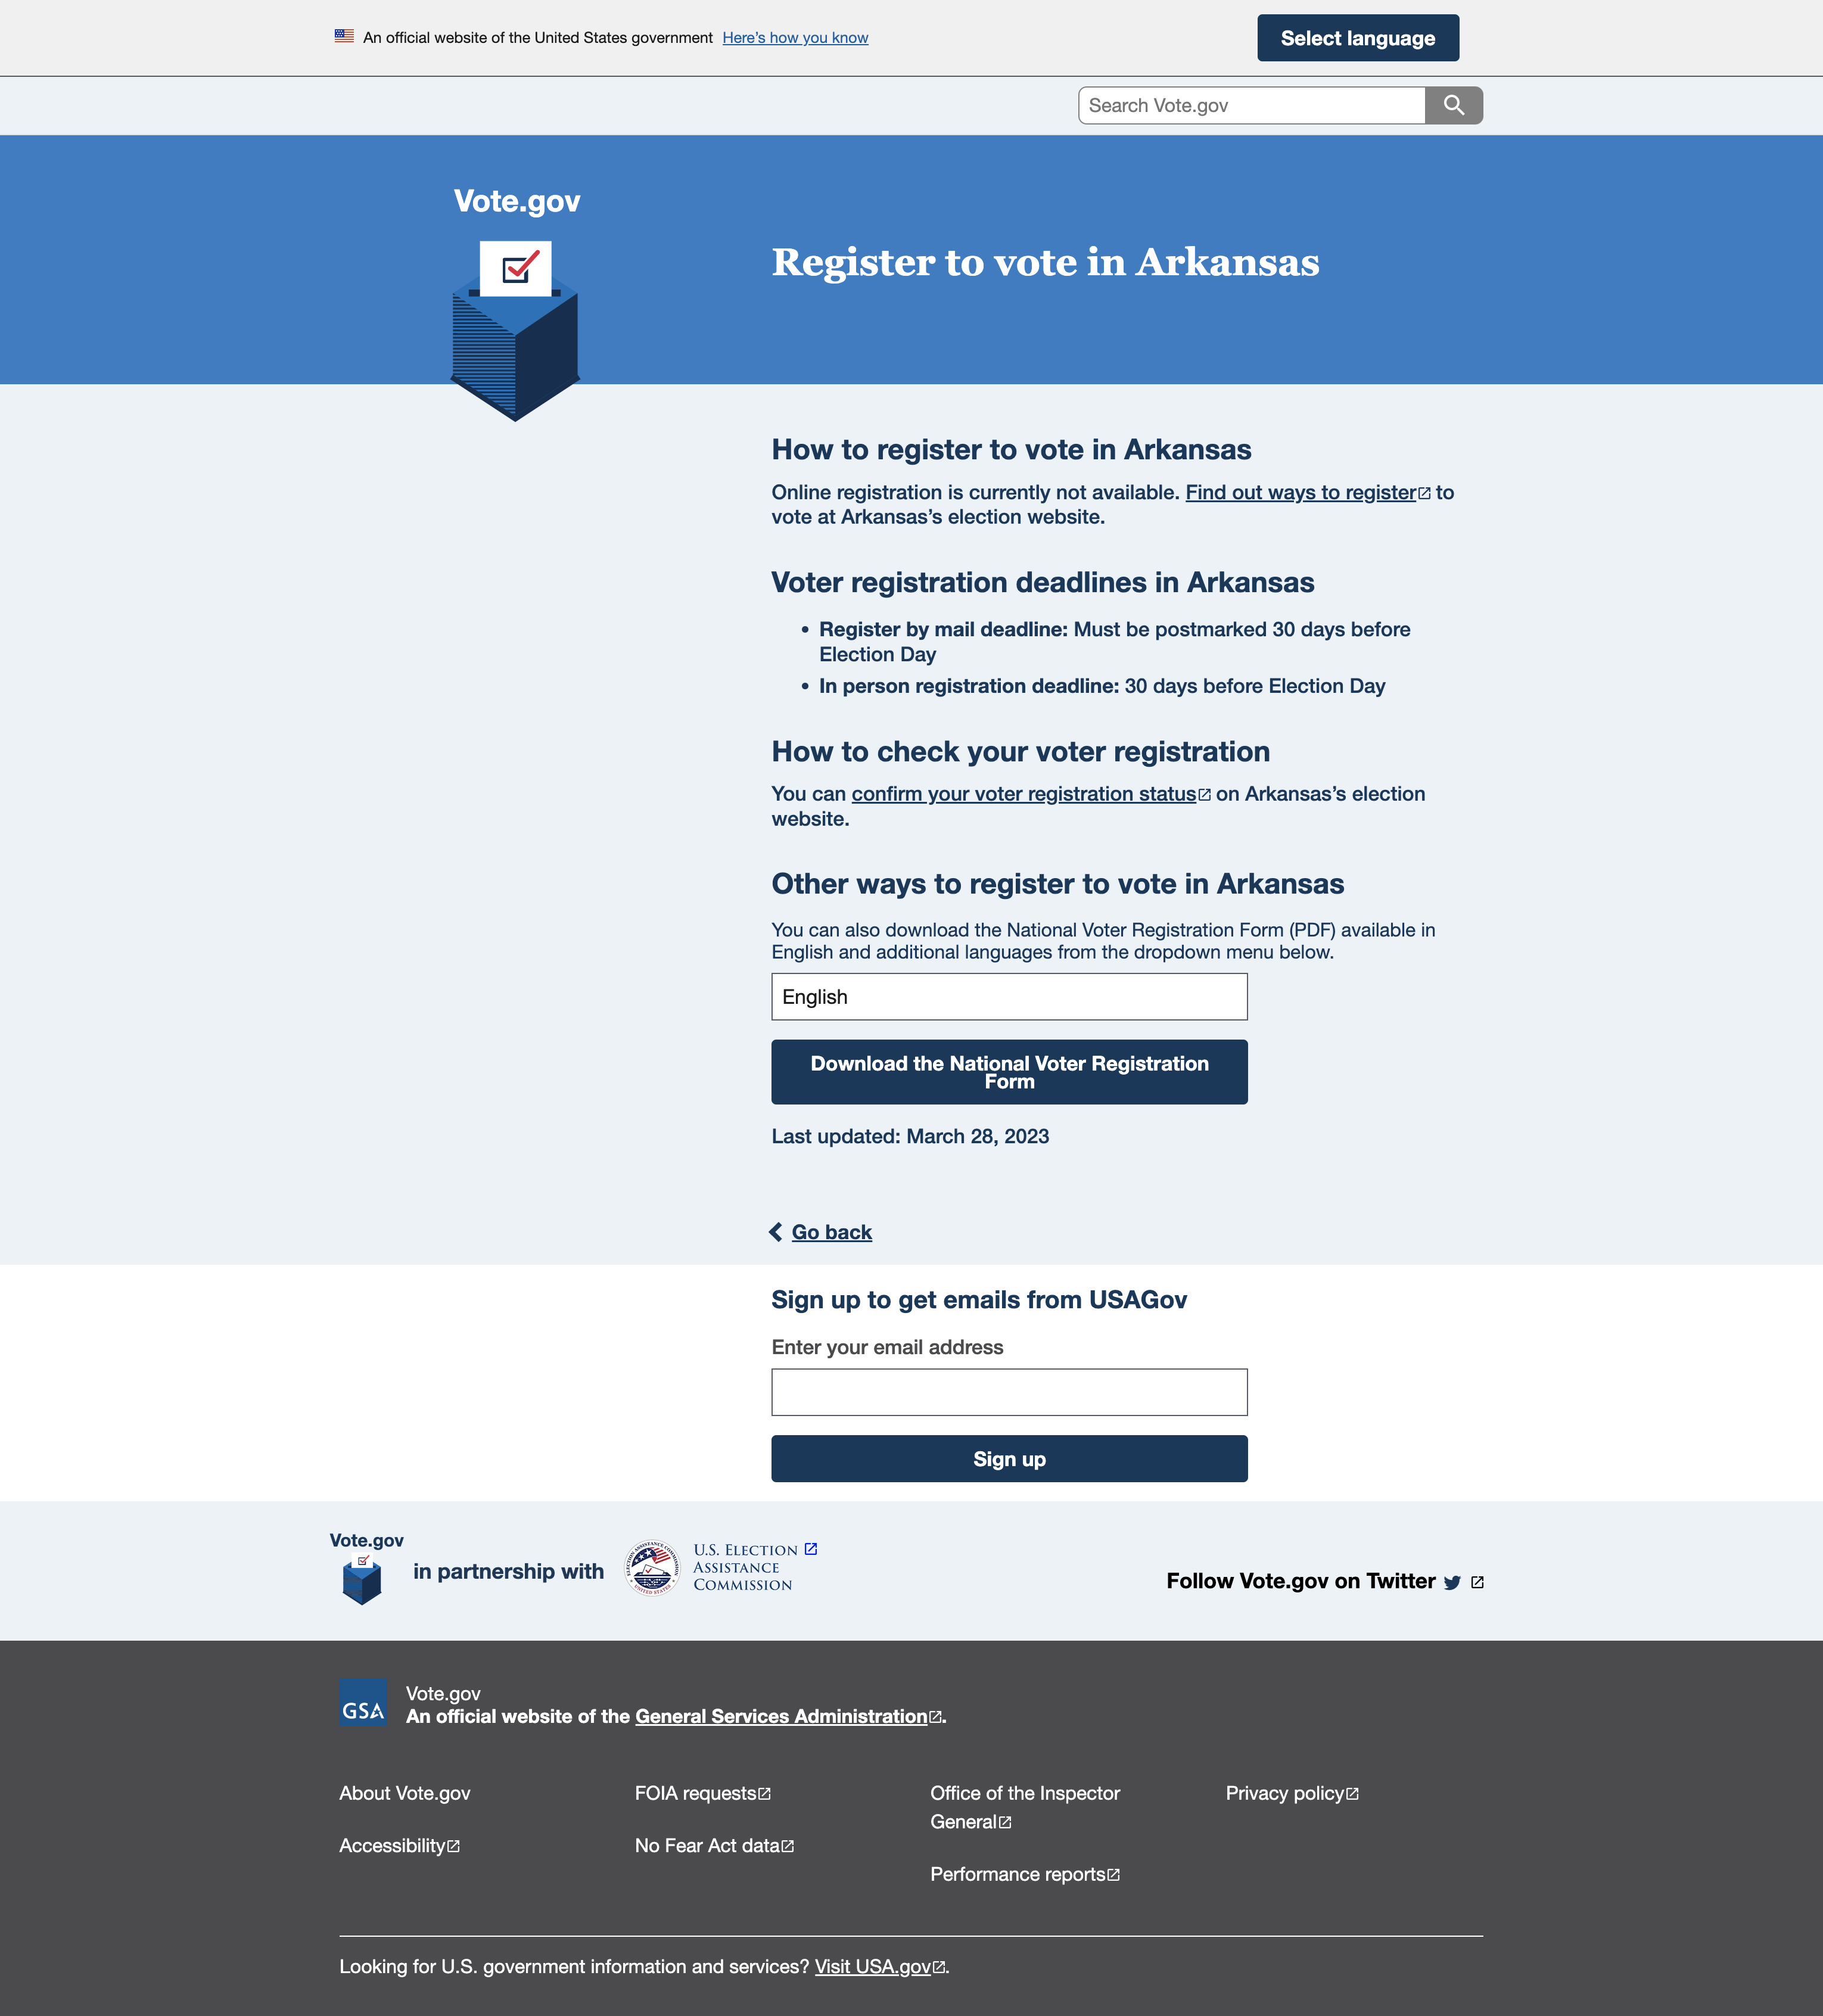 An official website of the United States government Here’s how you know
Select language
Search Vote.gov
Vote.gov
Register to vote in Arkansas
How to register to vote in Arkansas
Online registration is currently not available. Find out ways to register to
vote at Arkansas’s election website.
Voter registration deadlines in Arkansas
• Register by mail deadline: Must be postmarked 30 days before
Election Day
• In person registration deadline: 30 days before Election Day
How to check your voter registration
You can confirm your voter registration status on Arkansas’s election
website.
Other ways to register to vote in Arkansas
You can also download the National Voter Registration Form (PDF) available in
English and additional languages from the dropdown menu below.
English
Download the National Voter Registration
Form
Last updated: March 28, 2023
Go back
Sign up to get emails from USAGov
Enter your email address
Sign up
Vote.gov
in partnership with
ELECTION ASSISTANCE COMMISSION
UNITED STATES
U.S. ELECTION
ASSISTANCE
COMMISSION
Follow Vote.gov on Twitter
GSA
Vote.gov
An official website of the General Services Administration.
About Vote.gov
Accessibility
FOIA requests
No Fear Act data
Office of the Inspector
General
Performance reports
Privacy policy
Looking for U.S. government information and services? Visit USA.gov.